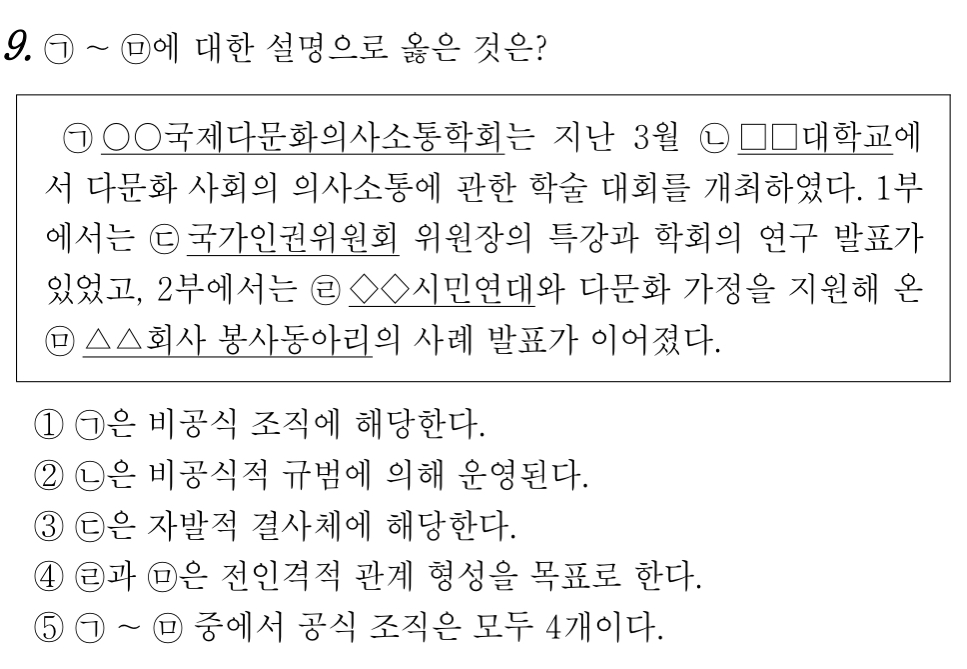 9. ㉠ ~ ㉤에 대한 설명으로 옳은 것은?
㉠ ○○국제다문화의사소통학회는 지난 3월 ㉡ □□대학교에
서 다문화 사회의 의사소통에 관한 학술 대회를 개최하였다. 1부
에서는 ㉢ 국가인권위원회 위원장의 특강과 학회의 연구 발표가
있었고, 2부에서는 ㉣ ◇◇시민연대와 다문화 가정을 지원해 온
㉤ △△회사 봉사동아리의 사례 발표가 이어졌다.
① ㉠은 비공식 조직에 해당한다.
② ㉡은 비공식적 규범에 의해 운영된다.
③ ㉢은 자발적 결사체에 해당한다.
④ ㉣과 ㉤은 전인격적 관계 형성을 목표로 한다.
⑤ ㉠ ~ ㉤ 중에서 공식 조직은 모두 4개이다.